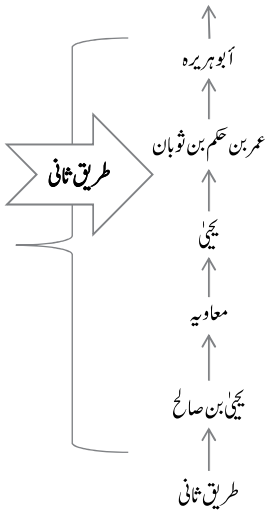 أبو ہریرہ
عمر بن حکم بن ثوبان
طریق ثانی
یحییٰ
معاویہ
یحییٰ بن صالح
طریق ثانی